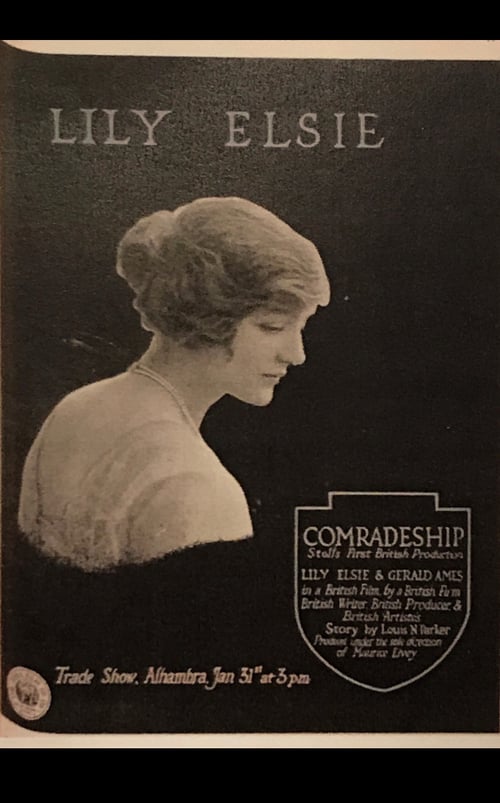 LILY ELSIE
COMRADESHIP
Stolls First British Production
LILY ELSIE & GERALD AMES
in a British Film, by a British Firm
British Writer, British Producer, &
British Artistes
Story by Louis N Parker
Produced under the sole direction
of Maurice Elvey
Trade Show, Alhambra, Jan 31st at 3 pm